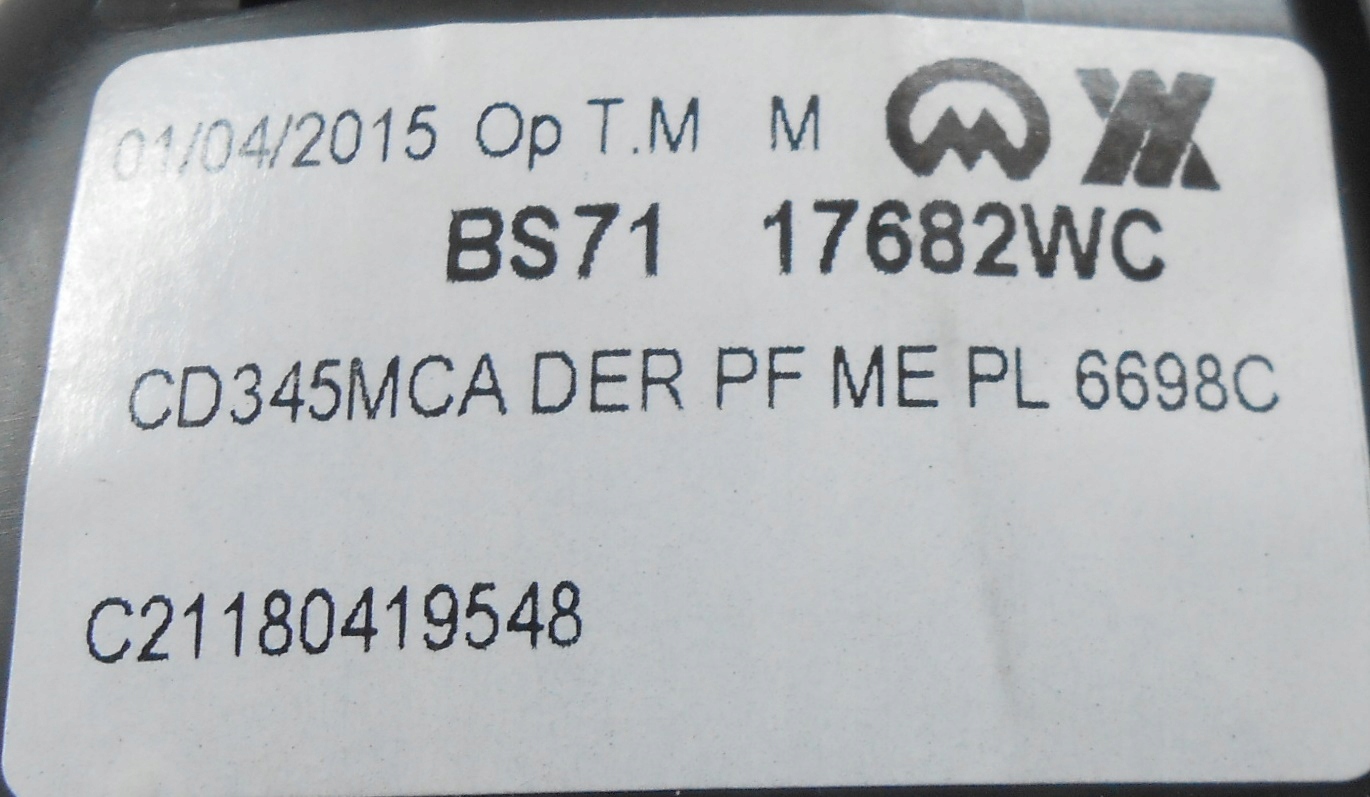 01/04/2015 Op T.M M
BS71 17682WC
CD345MCA DER PF ME PL 6698C
C21180419548